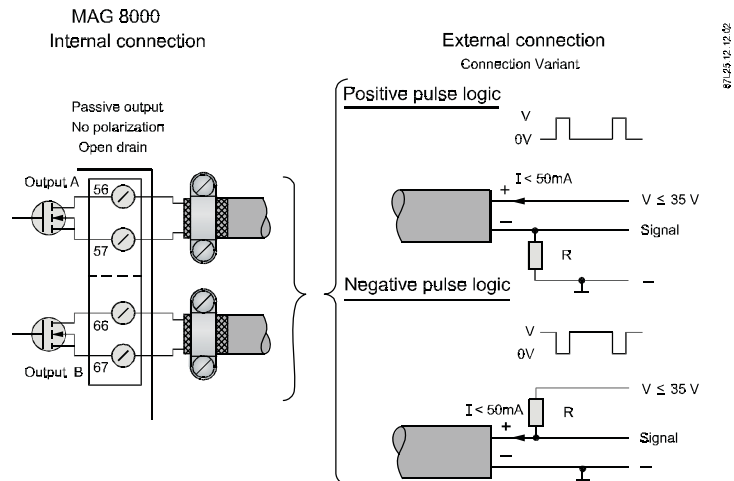 MAG 8000
Internal connection
Passive output
No polarization
Open drain
Output A
56
57
66
67
Output B
External connection
Connection Variant
Positive pulse logic
V
0V
I < 50mA
+
V ≤ 35 V
–
Signal
R
–
Negative pulse logic
V
0V
V ≤ 35 V
I < 50mA
R
+
Signal
–
–